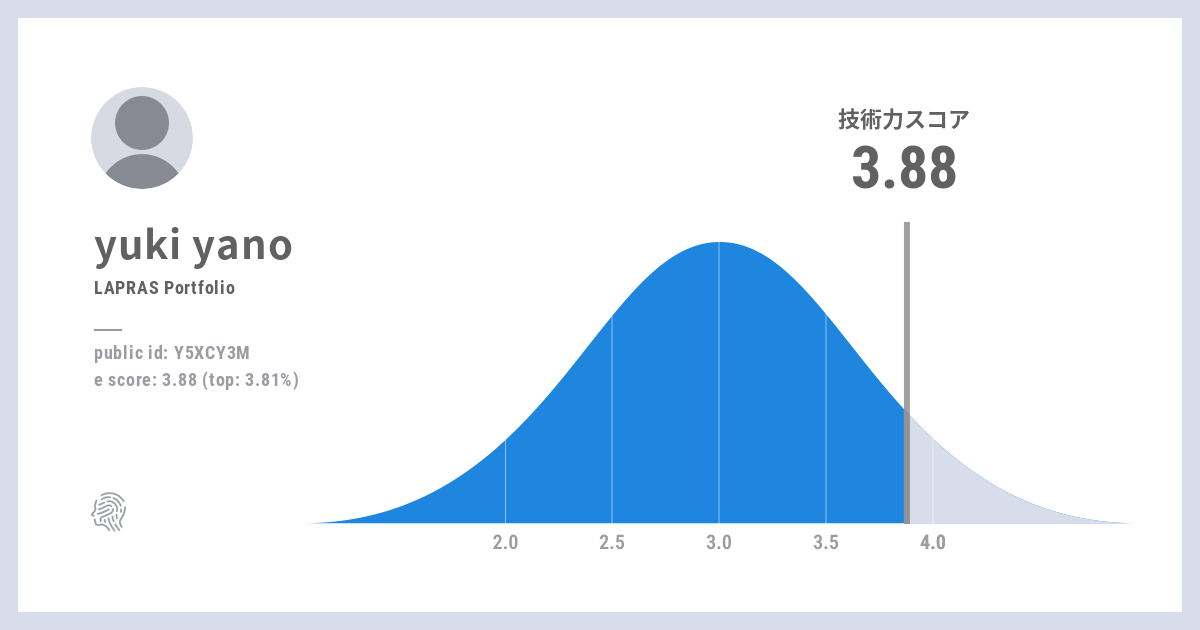 技術力スコア
3.88
yuki yano
LAPRAS Portfolio
public id: Y5XCY3M
e score: 3.88 (top: 3.81%)
2.0 2.5 3.0 3.5 4.0